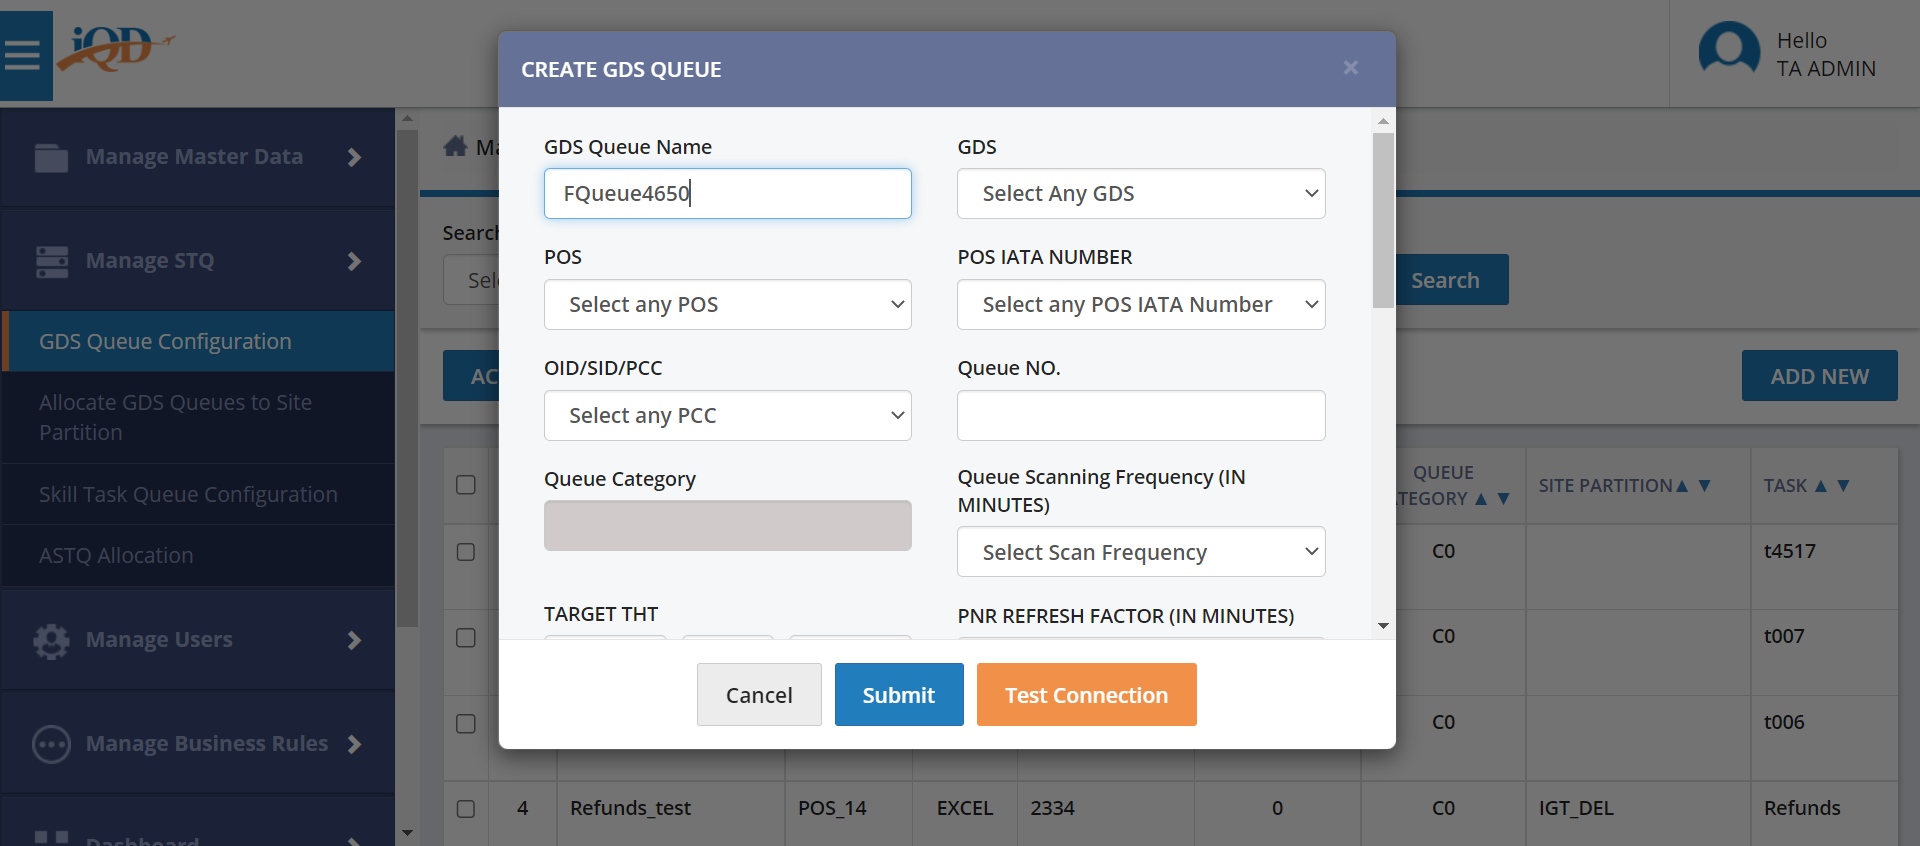 iQD
Hello
TA ADMIN
CREATE GDS QUEUE
×
Manage Master Data
Manage STQ
GDS Queue Configuration
Allocate GDS Queues to Site
Partition
Skill Task Queue Configuration
ASTQ Allocation
Manage Users
Manage Business Rules
Dashboard
Search
GDS Queue Name
FQueue4650
GDS
Select Any GDS
POS
Select any POS
POS IATA NUMBER
Select any POS IATA Number
OID/SID/PCC
Select any PCC
Queue NO.
Queue Category
Queue Scanning Frequency (IN
MINUTES)
Select Scan Frequency
TARGET THT
PNR REFRESH FACTOR (IN MINUTES)
Cancel
Submit
Test Connection
Search
ADD NEW
QUEUE
SITE PARTITION ▲ ▼
TASK ▲ ▼
C0
t4517
C0
t007
C0
t006
4
Refunds_test
POS_14
EXCEL
2334
0
C0
IGT_DEL
Refunds